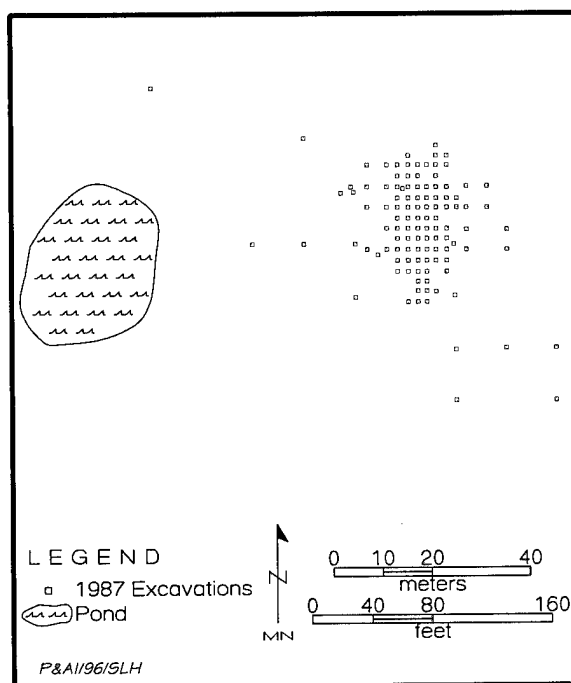 LEGEND
1987 Excavations
Pond
N
MN
0 10 20 40
meters
0 40 80 160
feet
P&AI/96/SLH